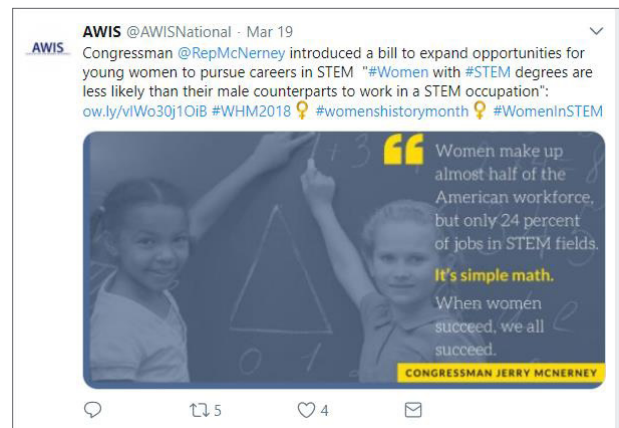 AWIS @AWISNational · Mar 19
AWIS
Congressman @RepMcNerney introduced a bill to expand opportunities for
young women to pursue careers in STEM "#Women with #STEM degrees are
less likely than their male counterparts to work in a STEM occupation":
ow.ly/vlWo30j1OiB #WHM2018 #womenshistorymonth #WomenInSTEM
Women make up
almost half of the
American workforce,
but only 24 percent
of jobs in STEM fields.
It's simple math.
When women
succeed, we all
succeed.
CONGRESSMAN JERRY MCNERNEY
0 1
5 4